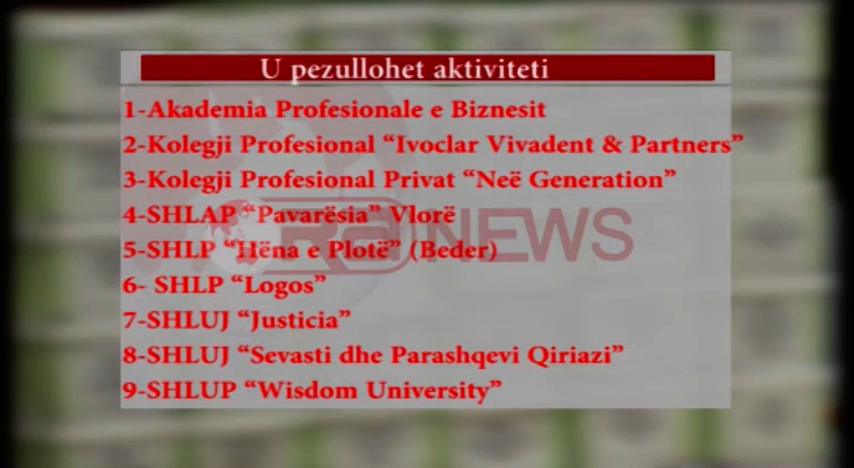 U pezullohet aktiviteti
1-Akademia Profesionale e Biznesit
2-Kolegji Profesional “Ivoclar Vivadent & Partners”
3-Kolegji Profesional Privat “Neë Generation”
4-SHLAP “Pavarësia” Vlorë
5-SHLP “Hëna e Plotë” (Beder)
6- SHLP “Logos”
7-SHLUJ “Justicia”
8-SHLUJ “Sevasti dhe Parashqevi Qiriazi”
9-SHLUP “Wisdom University”
Ora NEWS